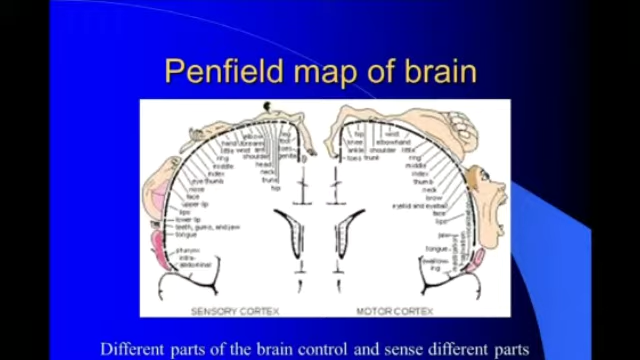 Penfield map of brain
elbow
forearm
hand
little
wrist
arm
ring
shoulder
middle
head
index
neck
eye
thumb
trunk
nose
hip
face
upper lip
lips
lower lip
teeth, gums, and jaw
tongue
pharynx
intra-
abdominal
leg
foot
toes
genitals
SENSORY CORTEX
hip
wrist
knee
elbow
hand
ankle
shoulder
little
toes
trunk
ring
middle
index
thumb
neck
brow
eyelid and eyeball
face
lips
jaw
tongue
swallow-
ing
MOTOR CORTEX
Different parts of the brain control and sense different parts